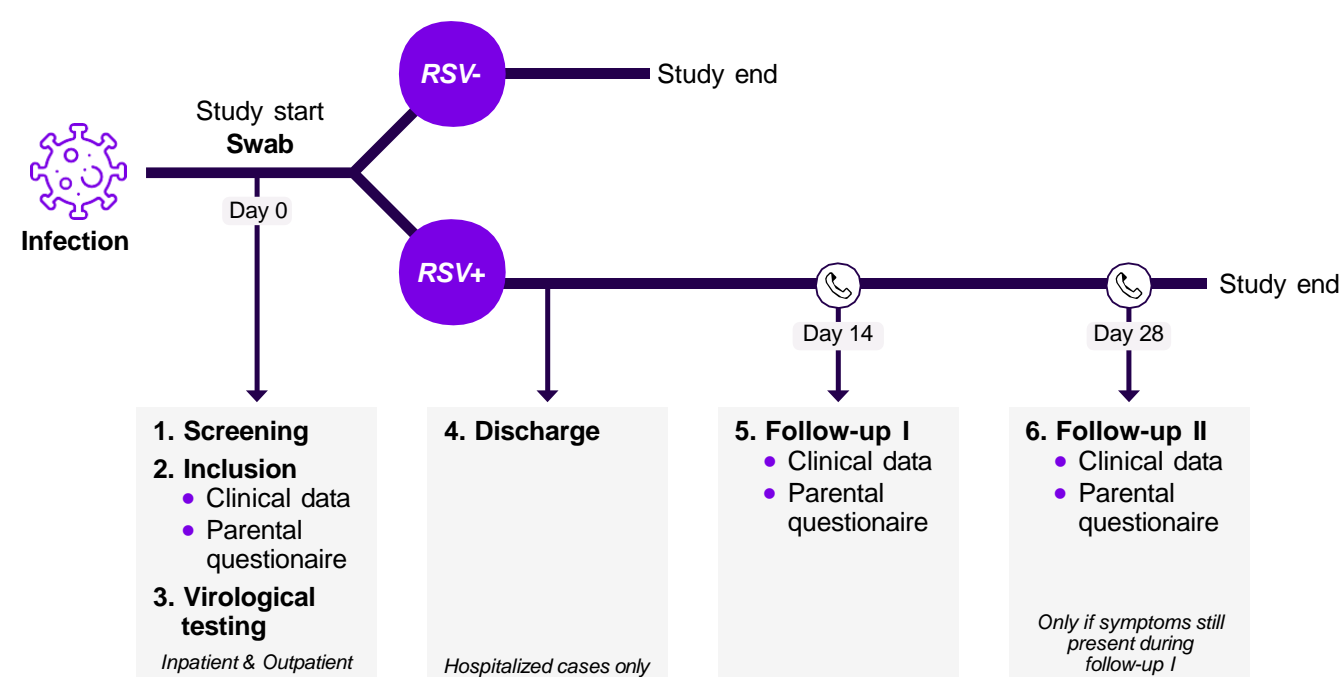 RSV-
Study end
Study start
Swab
Day 0
Infection
RSV+
Study end
Day 14
Day 28
1. Screening
2. Inclusion
• Clinical data
• Parental
questionaire
3. Virological
testing
Inpatient & Outpatient
4. Discharge
Hospitalized cases only
5. Follow-up I
• Clinical data
• Parental
questionaire
6. Follow-up II
• Clinical data
• Parental
questionaire
Only if symptoms still
present during
follow-up I